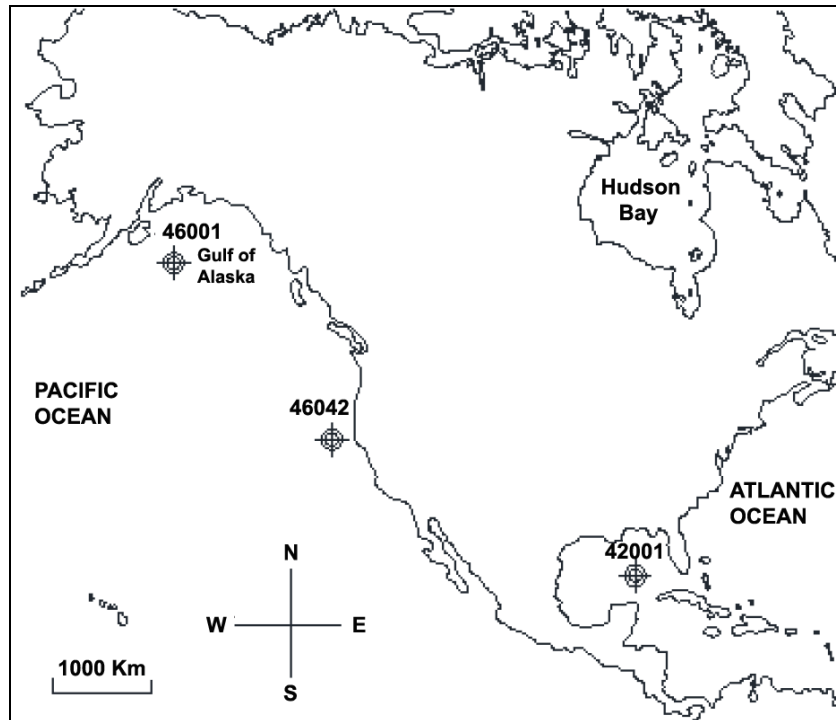 Hudson
Bay
46001
Gulf of
Alaska
PACIFIC
OCEAN
46042
ATLANTIC
OCEAN
42001
N
W
E
S
1000 Km